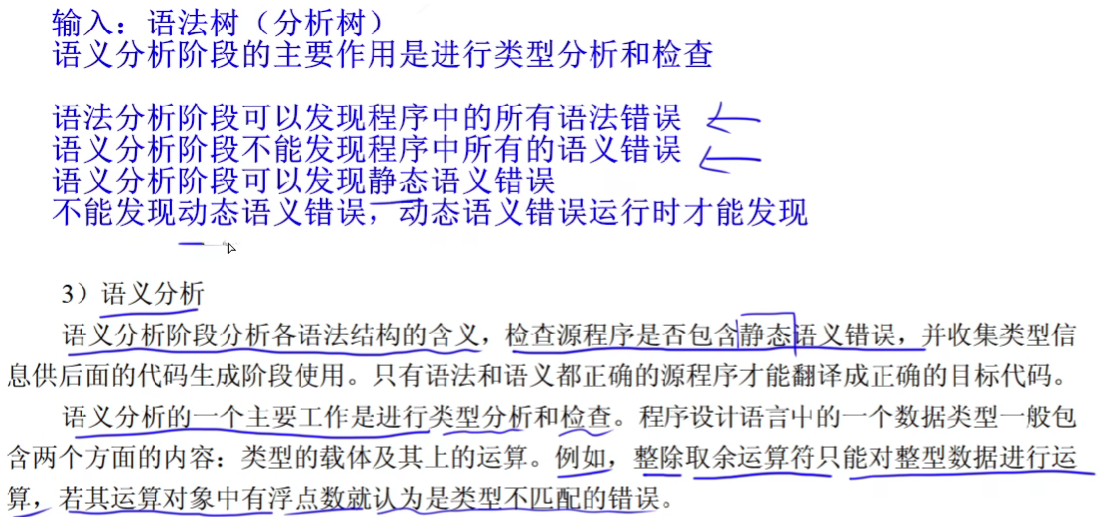 输入：语法树（分析树）
语义分析阶段的主要作用是进行类型分析和检查
语法分析阶段可以发现程序中的所有语法错误
语义分析阶段不能发现程序中所有的语义错误
语义分析阶段可以发现静态语义错误
不能发现动态语义错误，动态语义错误运行时才能发现
3）语义分析
语义分析阶段分析各语法结构的含义，检查源程序是否包含静态语义错误，并收集类型信
息供后面的代码生成阶段使用。只有语法和语义都正确的源程序才能翻译成正确的目标代码。
语义分析的一个主要工作是进行类型分析和检查。程序设计语言中的一个数据类型一般包
含两个方面的内容：类型的载体及其上的运算。例如，整除取余运算符只能对整型数据进行运
算，若其运算对象中有浮点数就认为是类型不匹配的错误。